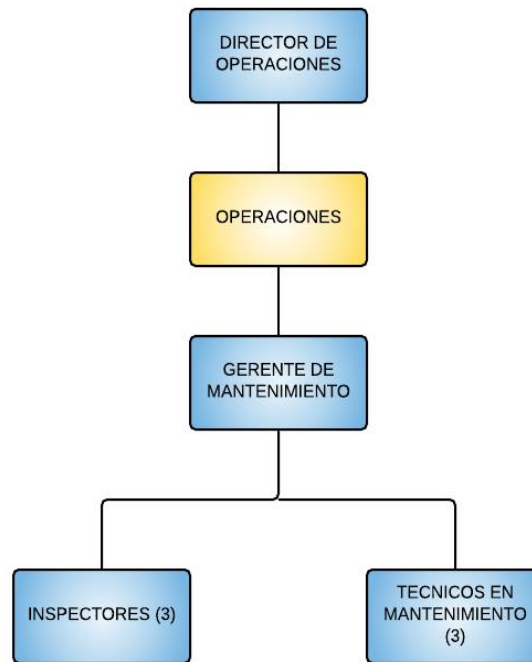 DIRECTOR DE
OPERACIONES
OPERACIONES
GERENTE DE
MANTENIMIENTO
INSPECTORES (3)
TECNICOS EN
MANTENIMIENTO
(3)